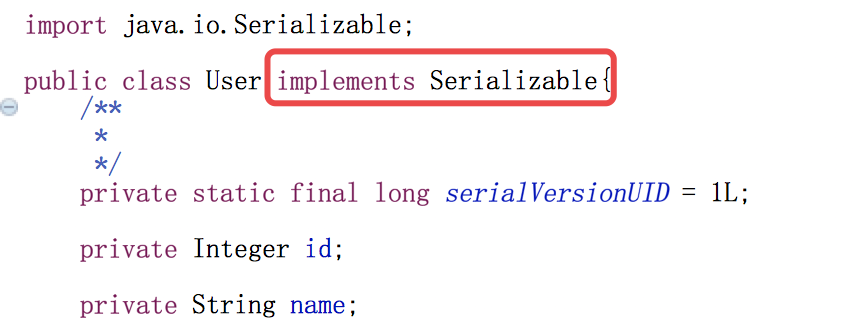 import java.io.Serializable;
public class User implements Serializable{
/**
*
*/
private static final long serialVersionUID = 1L;
private Integer id;
private String name;